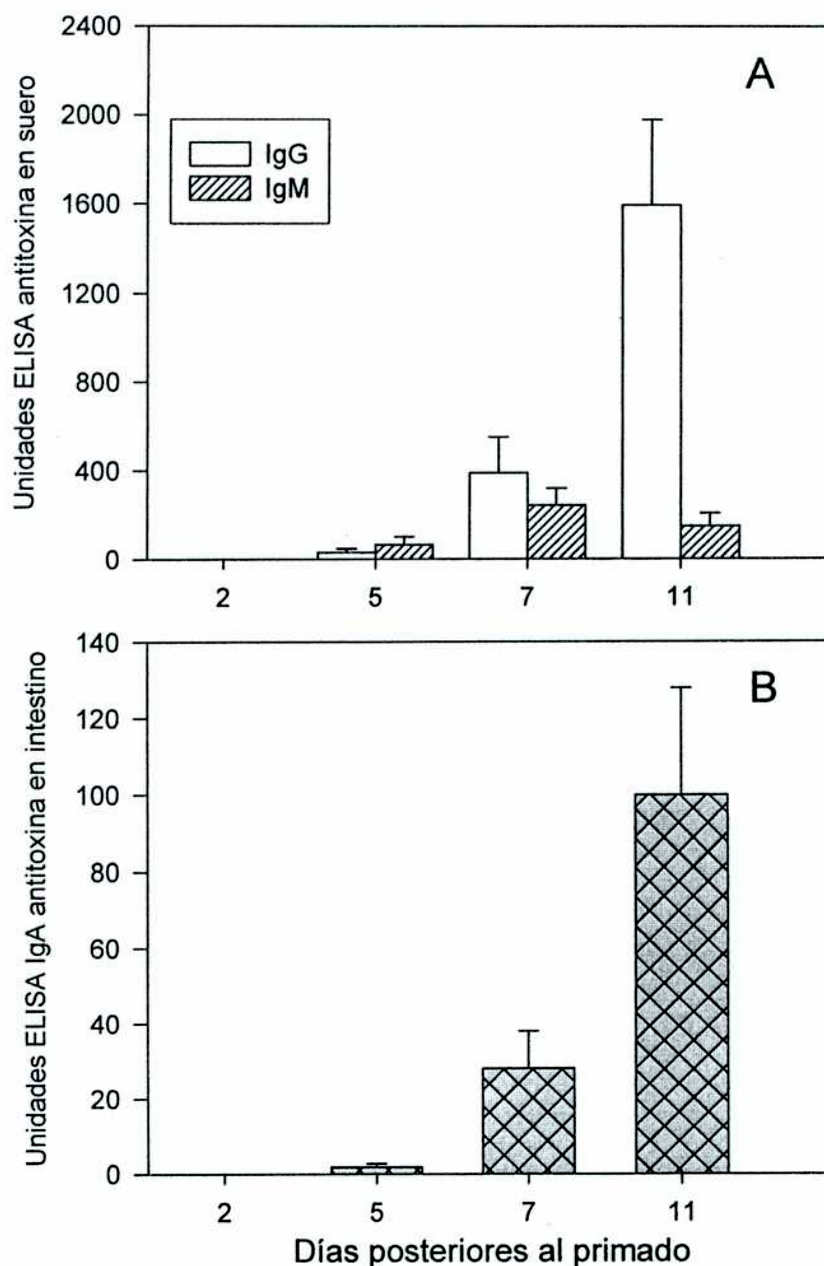 2400
2000
1600
1200
800
400
0
Unidades ELISA antitoxina en suero
A
IgG
IgM
2 5 7 11
140
120
100
80
60
40
20
0
Unidades ELISA IgA antitoxina en intestino
B
2 5 7 11
Días posteriores al primado